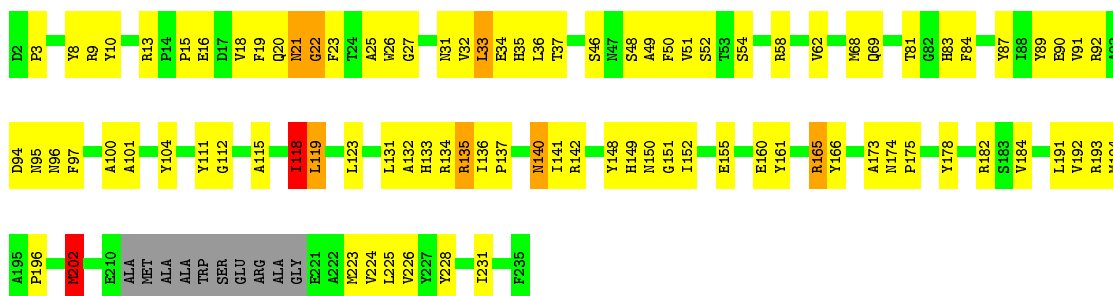 D2 P3 Y8 R9 Y10 R13 P14 P15 E16 D17 V18 F19 Q20 N21 G22 F23 T24 A25 W26 G27 N31 V32 L33 E34 H35 L36 T37 S46 N47 S48 A49 F50 V51 S52 T53 S54 R58 V62 M68 Q69 T81 G82 H83 F84 Y87 I88 Y89 E90 V91 R92
D94 N95 N96 F97 A100 A101 Y104 Y111 G112 A115 I118 L119 L123 L131 A132 H133 R134 R135 I136 P137 N140 I141 R142 Y148 H149 N150 G151 I152 E155 E160 Y161 R165 Y166 A173 N174 P175 Y178 R182 S183 V184 L191 V192 R193
A195 P196 M202 E210 ALA MET ALA ALA TRP SER GLU ARG ALA GLY E221 A222 M223 V224 L225 V226 Y227 Y228 I231 F235